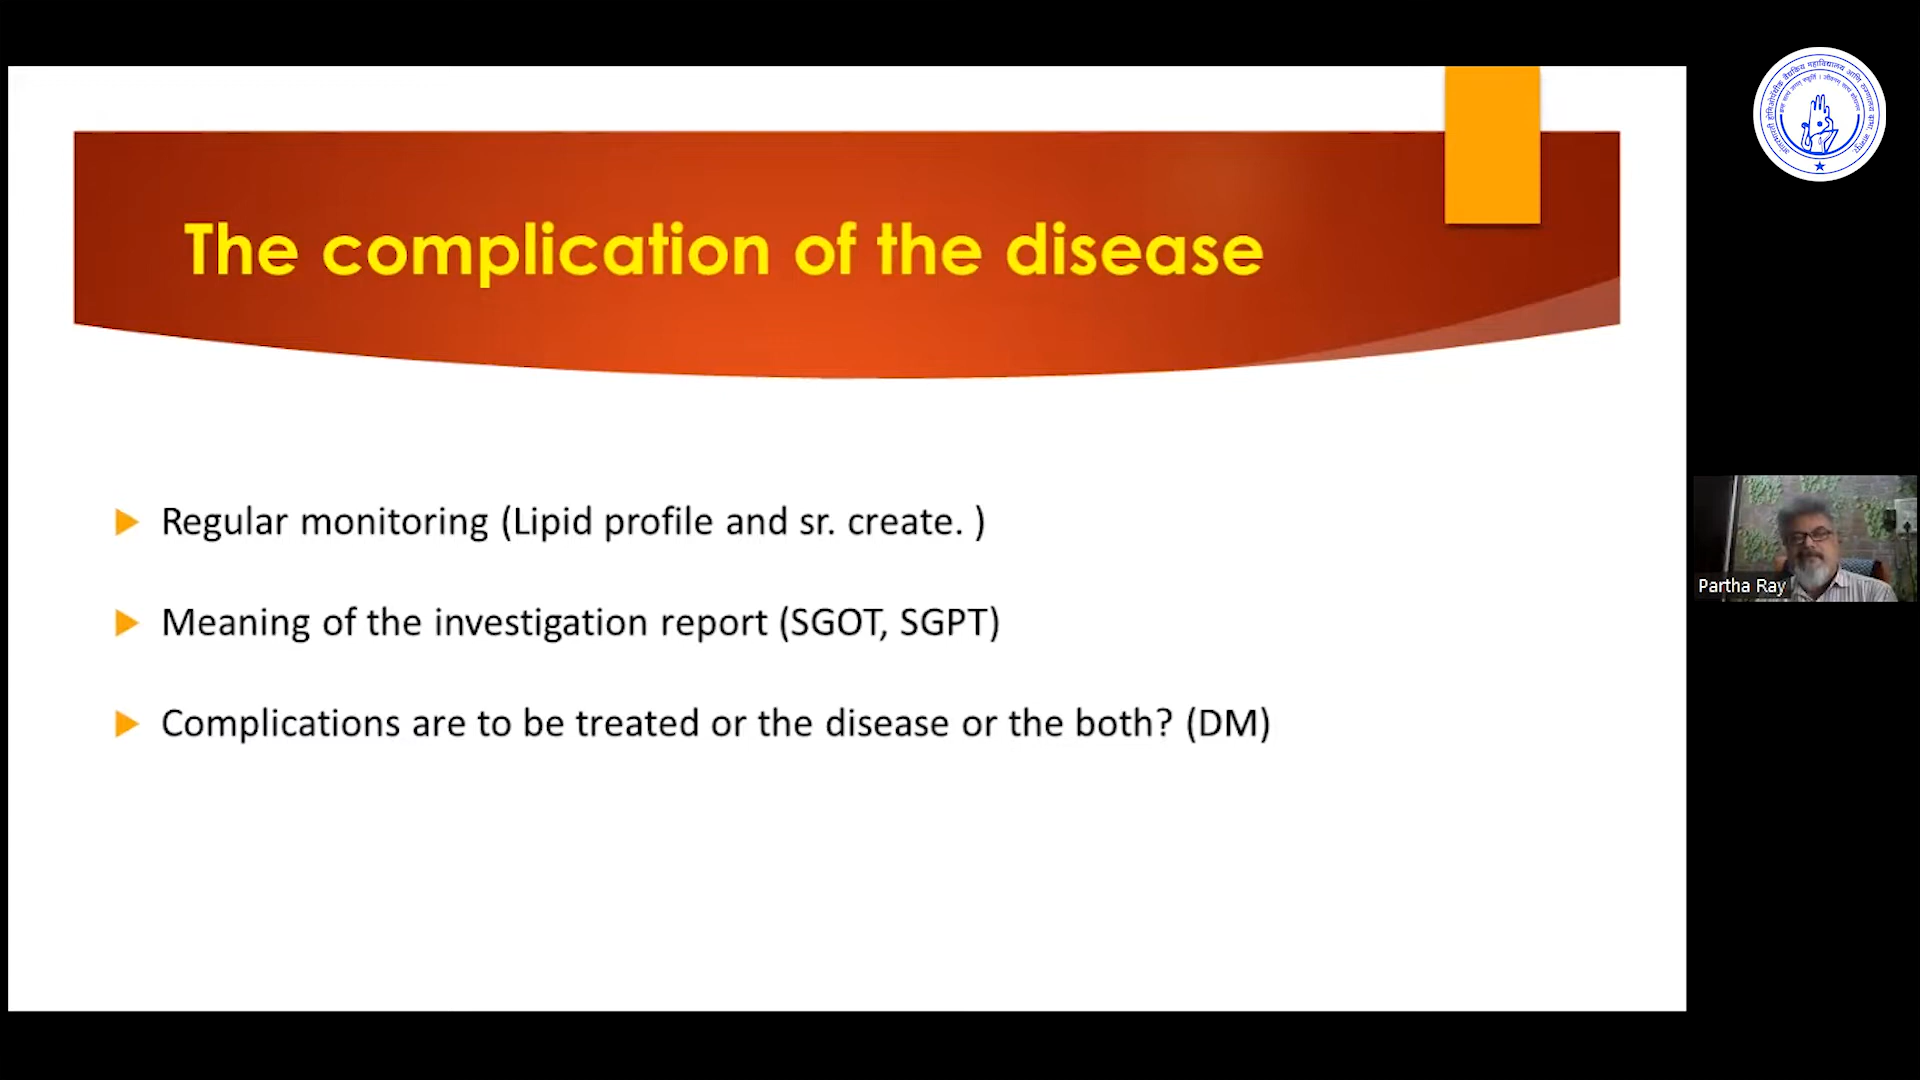 The complication of the disease
Regular monitoring (Lipid profile and sr. create. )
Meaning of the investigation report (SGOT, SGPT)
Complications are to be treated or the disease or the both? (DM)
Partha Ray